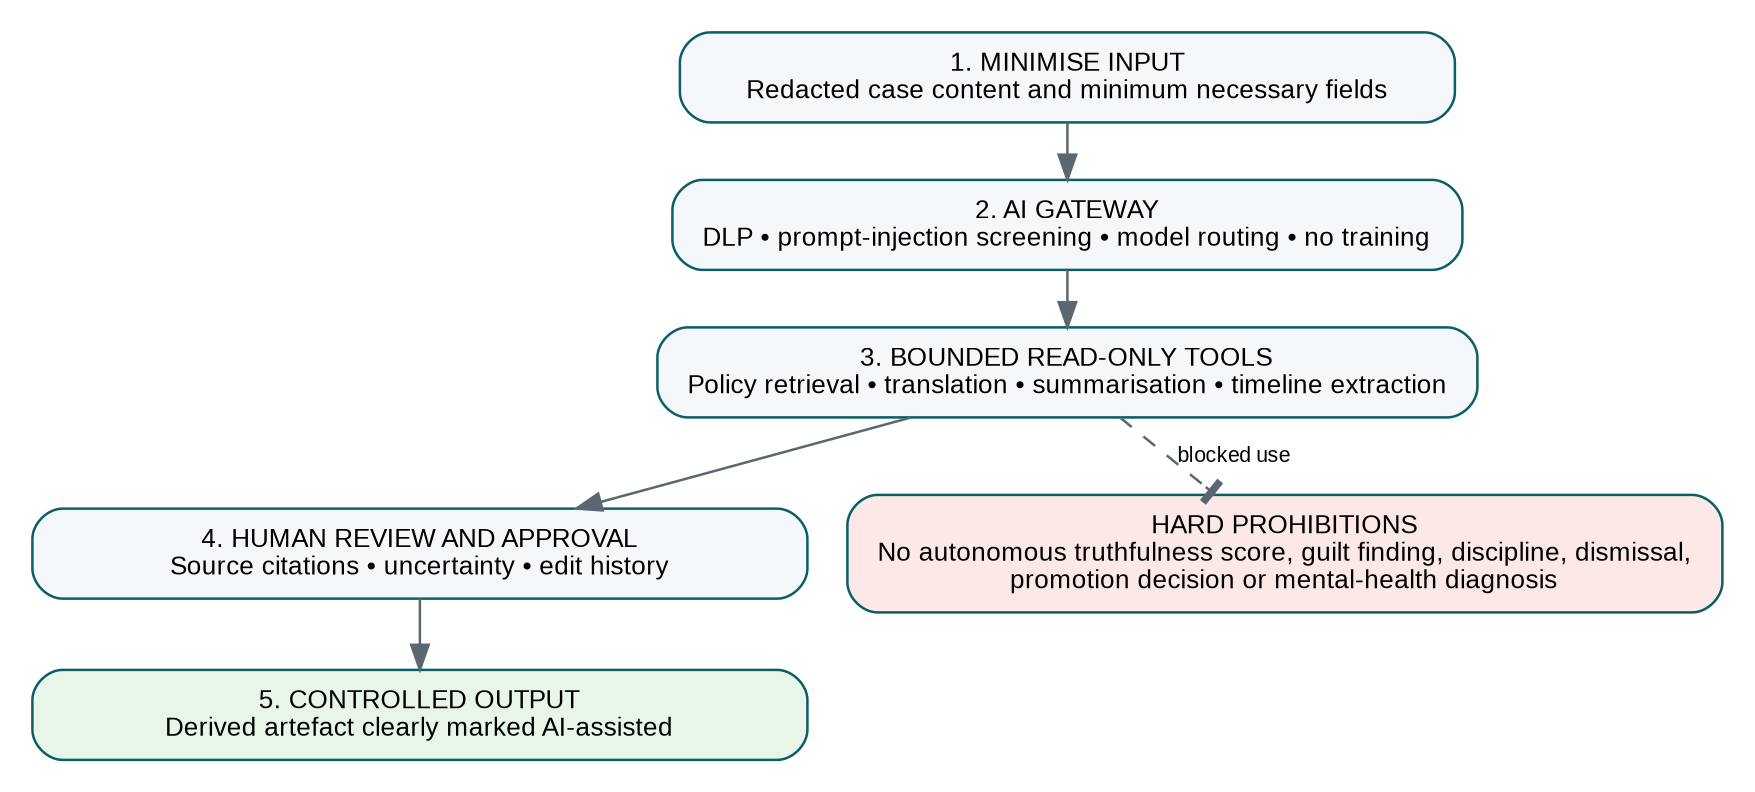 1. MINIMISE INPUT
Redacted case content and minimum necessary fields
2. AI GATEWAY
DLP • prompt-injection screening • model routing • no training
3. BOUNDED READ-ONLY TOOLS
Policy retrieval • translation • summarisation • timeline extraction
blocked use
4. HUMAN REVIEW AND APPROVAL
Source citations • uncertainty • edit history
HARD PROHIBITIONS
No autonomous truthfulness score, guilt finding, discipline, dismissal,
promotion decision or mental-health diagnosis
5. CONTROLLED OUTPUT
Derived artefact clearly marked AI-assisted